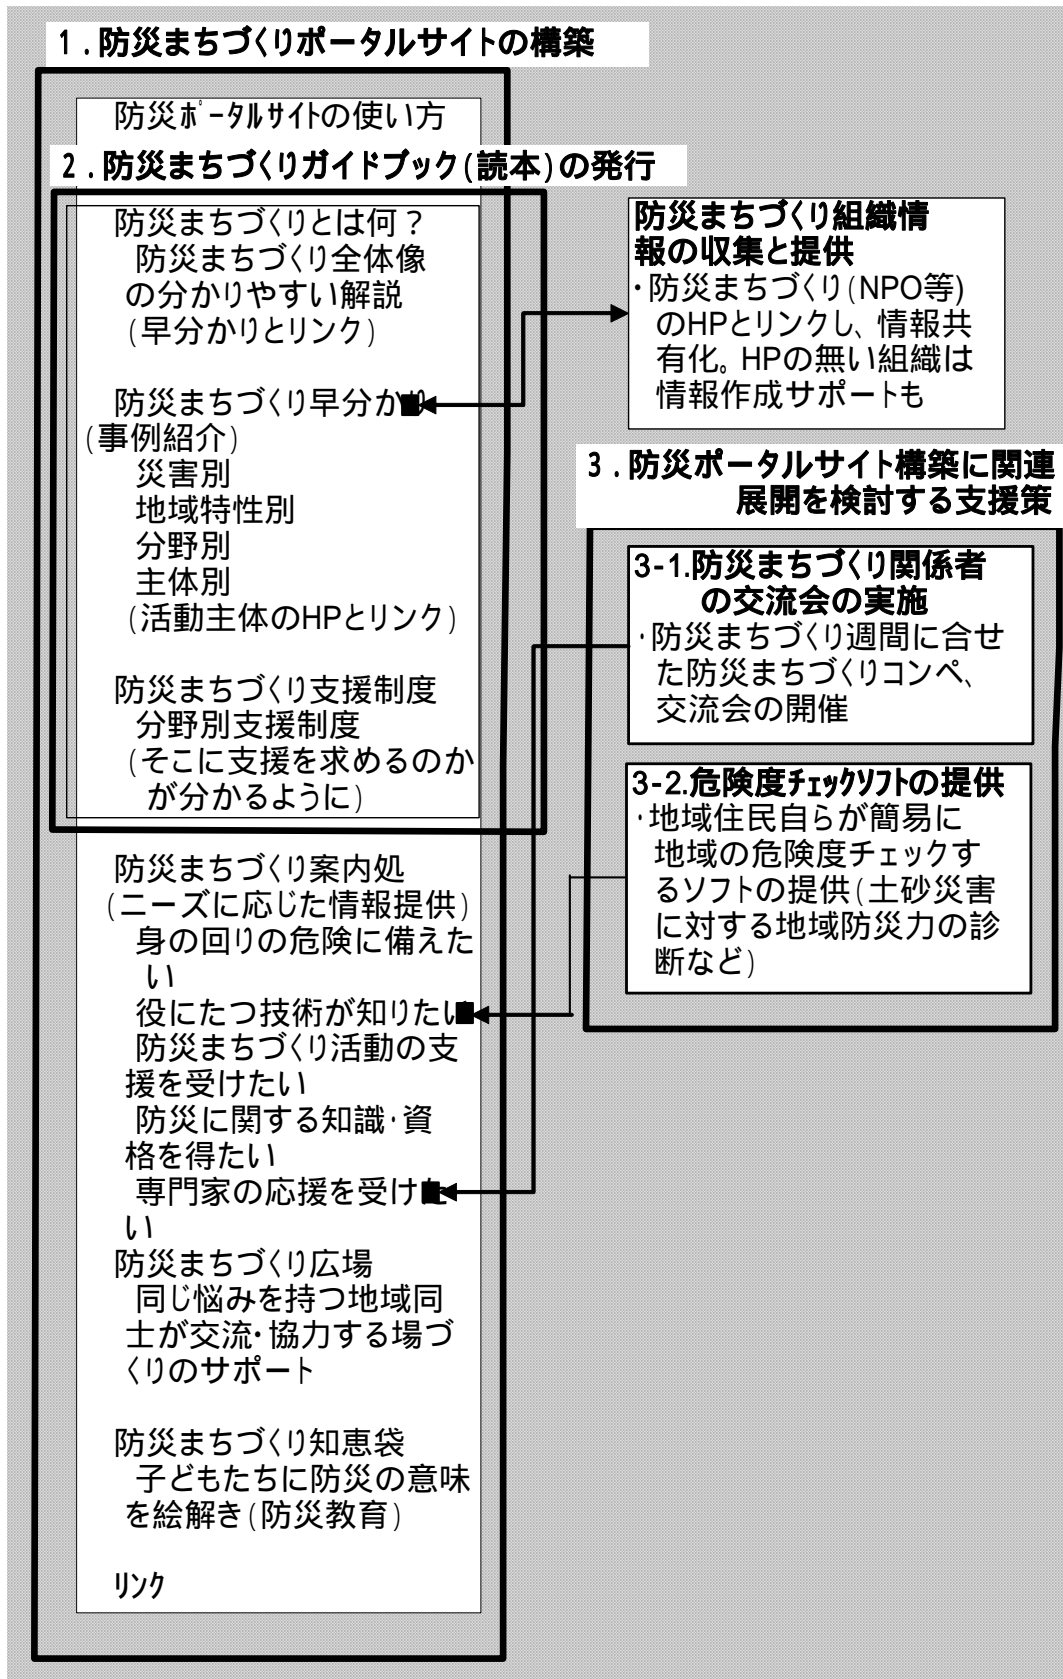 1.防災まちづくりポータルサイトの構築
防災ﾎﾟｰﾀﾙｻｲﾄの使い方
2.防災まちづくりガイドブック(読本)の発行
防災まちづくりとは何？
防災まちづくり全体像
の分かりやすい解説
(早分かりとリンク)
防災まちづくり早分か
(事例紹介)
災害別
地域特性別
分野別
主体別
(活動主体のHPとリンク)
防災まちづくり支援制度
分野別支援制度
(そこに支援を求めるのか
が分かるように)
防災まちづくり案内処
(ニーズに応じた情報提供)
身の回りの危険に備えた
い
役にたつ技術が知りたい
防災まちづくり活動の支
援を受けたい
防災に関する知識・資
格を得たい
専門家の応援を受けた
い
防災まちづくり広場
同じ悩みを持つ地域同
士が交流・協力する場づ
くりのサポート
防災まちづくり知恵袋
子どもたちに防災の意味
を絵解き(防災教育)
ﾘﾝｸ
防災まちづくり組織情
報の収集と提供
・防災まちづくり(NPO等)
のHPとリンクし、情報共
有化。HPの無い組織は
情報作成サポートも
3.防災ポータルサイト構築に関連
展開を検討する支援策
3-1.防災まちづくり関係者
の交流会の実施
・防災まちづくり週間に合せ
た防災まちづくりコンペ、
交流会の開催
3-2.危険度ﾁｪｯｸｿﾌﾄの提供
・地域住民自らが簡易に
地域の危険度チェックす
るソフトの提供(土砂災害
に対する地域防災力の診
断など)